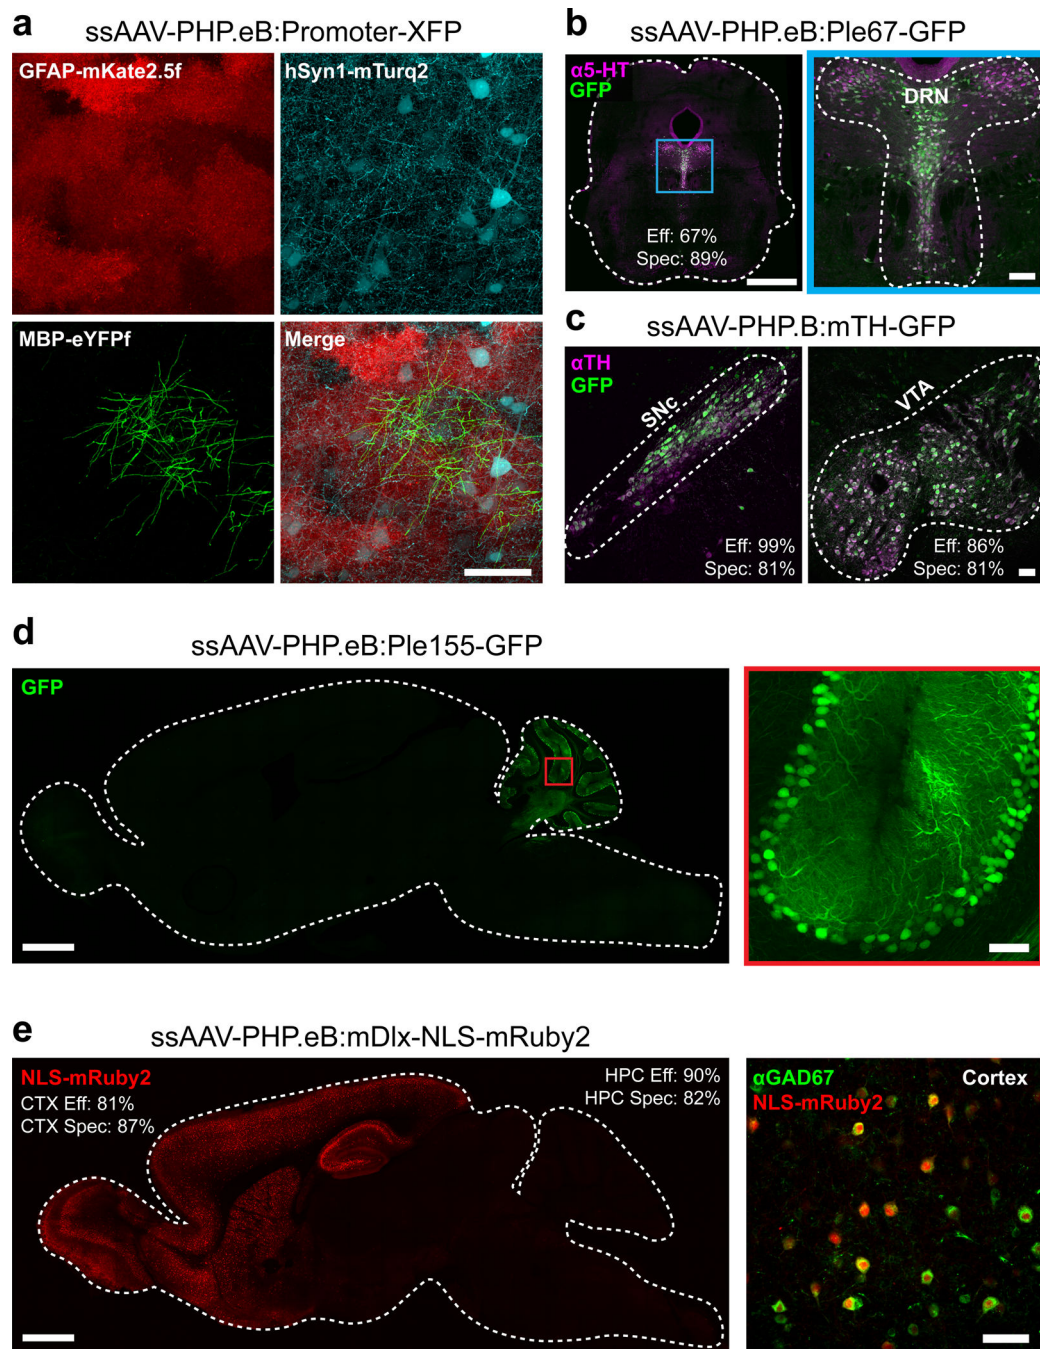 a
ssAAV-PHP.eB:Promoter-XFP
GFAP-mKate2.5f
hSyn1-mTurq2
MBP-eYFPf
Merge
b
ssAAV-PHP.eB:Ple67-GFP
α5-HT
GFP
Eff: 67%
Spec: 89%
DRN
c
ssAAV-PHP.B:mTH-GFP
αTH
GFP
SNc
Eff: 99%
Spec: 81%
VTA
Eff: 86%
Spec: 81%
d
ssAAV-PHP.eB:Ple155-GFP
GFP
e
ssAAV-PHP.eB:mDlx-NLS-mRuby2
NLS-mRuby2
CTX Eff: 81%
CTX Spec: 87%
HPC Eff: 90%
HPC Spec: 82%
αGAD67
NLS-mRuby2
Cortex